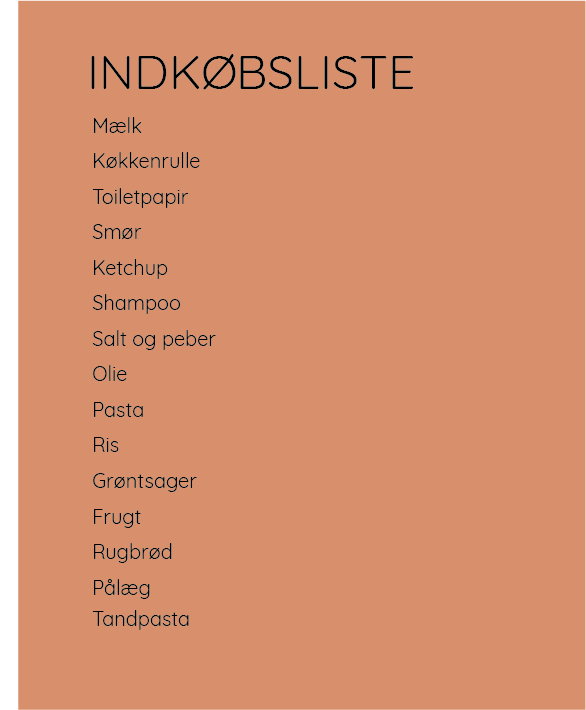 INDKØBSLISTE
Mælk
Køkkenrulle
Toiletpapir
Smør
Ketchup
Shampoo
Salt og peber
Olie
Pasta
Ris
Grøntsager
Frugt
Rugbrød
Pålæg
Tandpasta